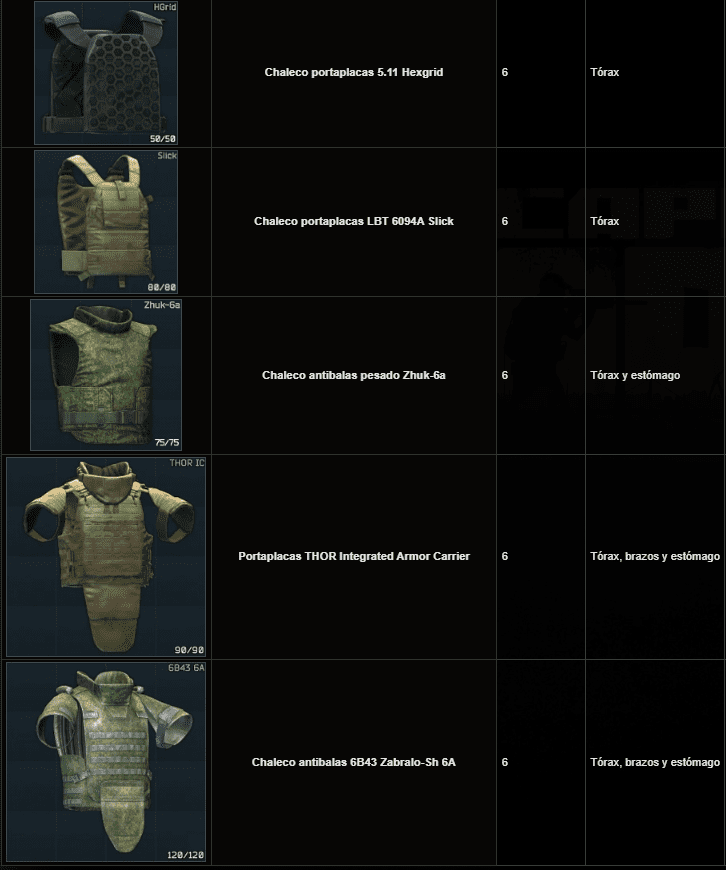 HGrid
50/50
Chaleco portaplacas 5.11 Hexgrid
6
Tórax
Slick
80/80
Chaleco portaplacas LBT 6094A Slick
6
Tórax
Zhuk-6a
75/75
Chaleco antibalas pesado Zhuk-6a
6
Tórax y estómago
THOR IC
90/90
Portaplacas THOR Integrated Armor Carrier
6
Tórax, brazos y estómago
6B43 6A
120/120
Chaleco antibalas 6B43 Zabralo-Sh 6A
6
Tórax, brazos y estómago